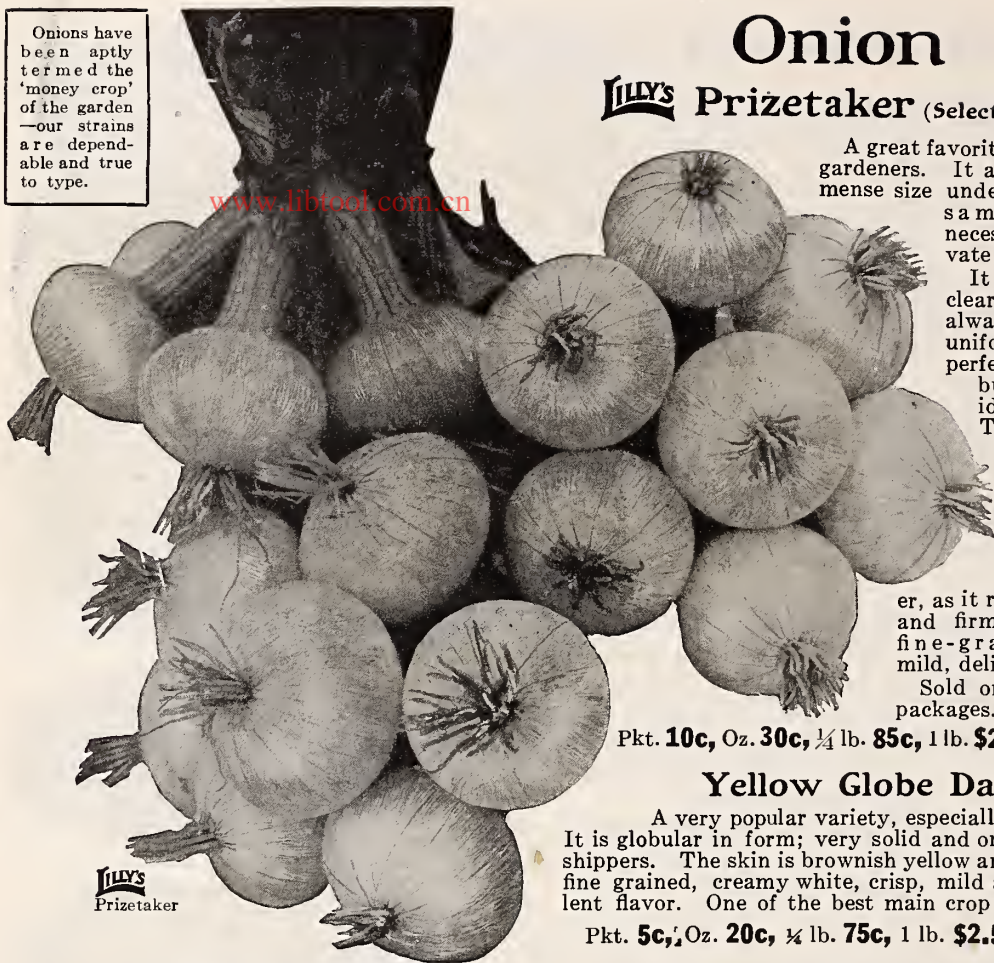 Onions have
been aptly
termed the
'money crop'
of the garden
—our strains
are depend-
able and true
to type.
Onion
LILLY'S Prizetaker (Select
A great favorit
gardeners. It a
mense size unde
sam
neces
vate
It
clear
alwa
unifo
perfe
bu
id
T
er, as it r
and firm
fine-gra
mild, deli
Sold or
packages.
Pkt. 10c, Oz. 30c, ¼ lb. 85c, 1 lb. $2
Yellow Globe Da
A very popular variety, especiall
It is globular in form; very solid and or
shippers. The skin is brownish yellow ar
fine grained, creamy white, crisp, mild
lent flavor. One of the best main crop
Pkt. 5c, Oz. 20c, ¼ lb. 75c, 1 lb. $2.5
LILLY'S
Prizetaker
www.libtool.com.cn